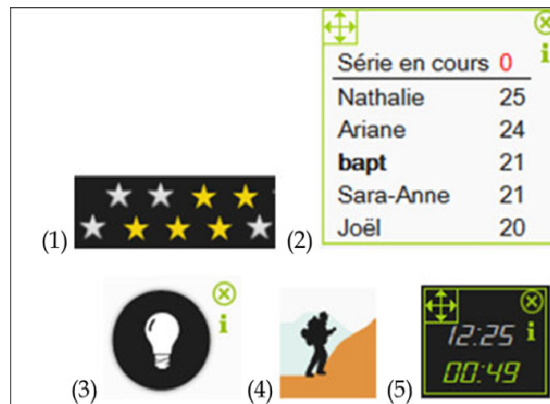 Série en cours 0
Nathalie 25
Ariane 24
bapt 21
Sara-Anne 21
Joël 20
(1)
(2)
i
i
(3)
(4)
(5)
12:25
i
00:49